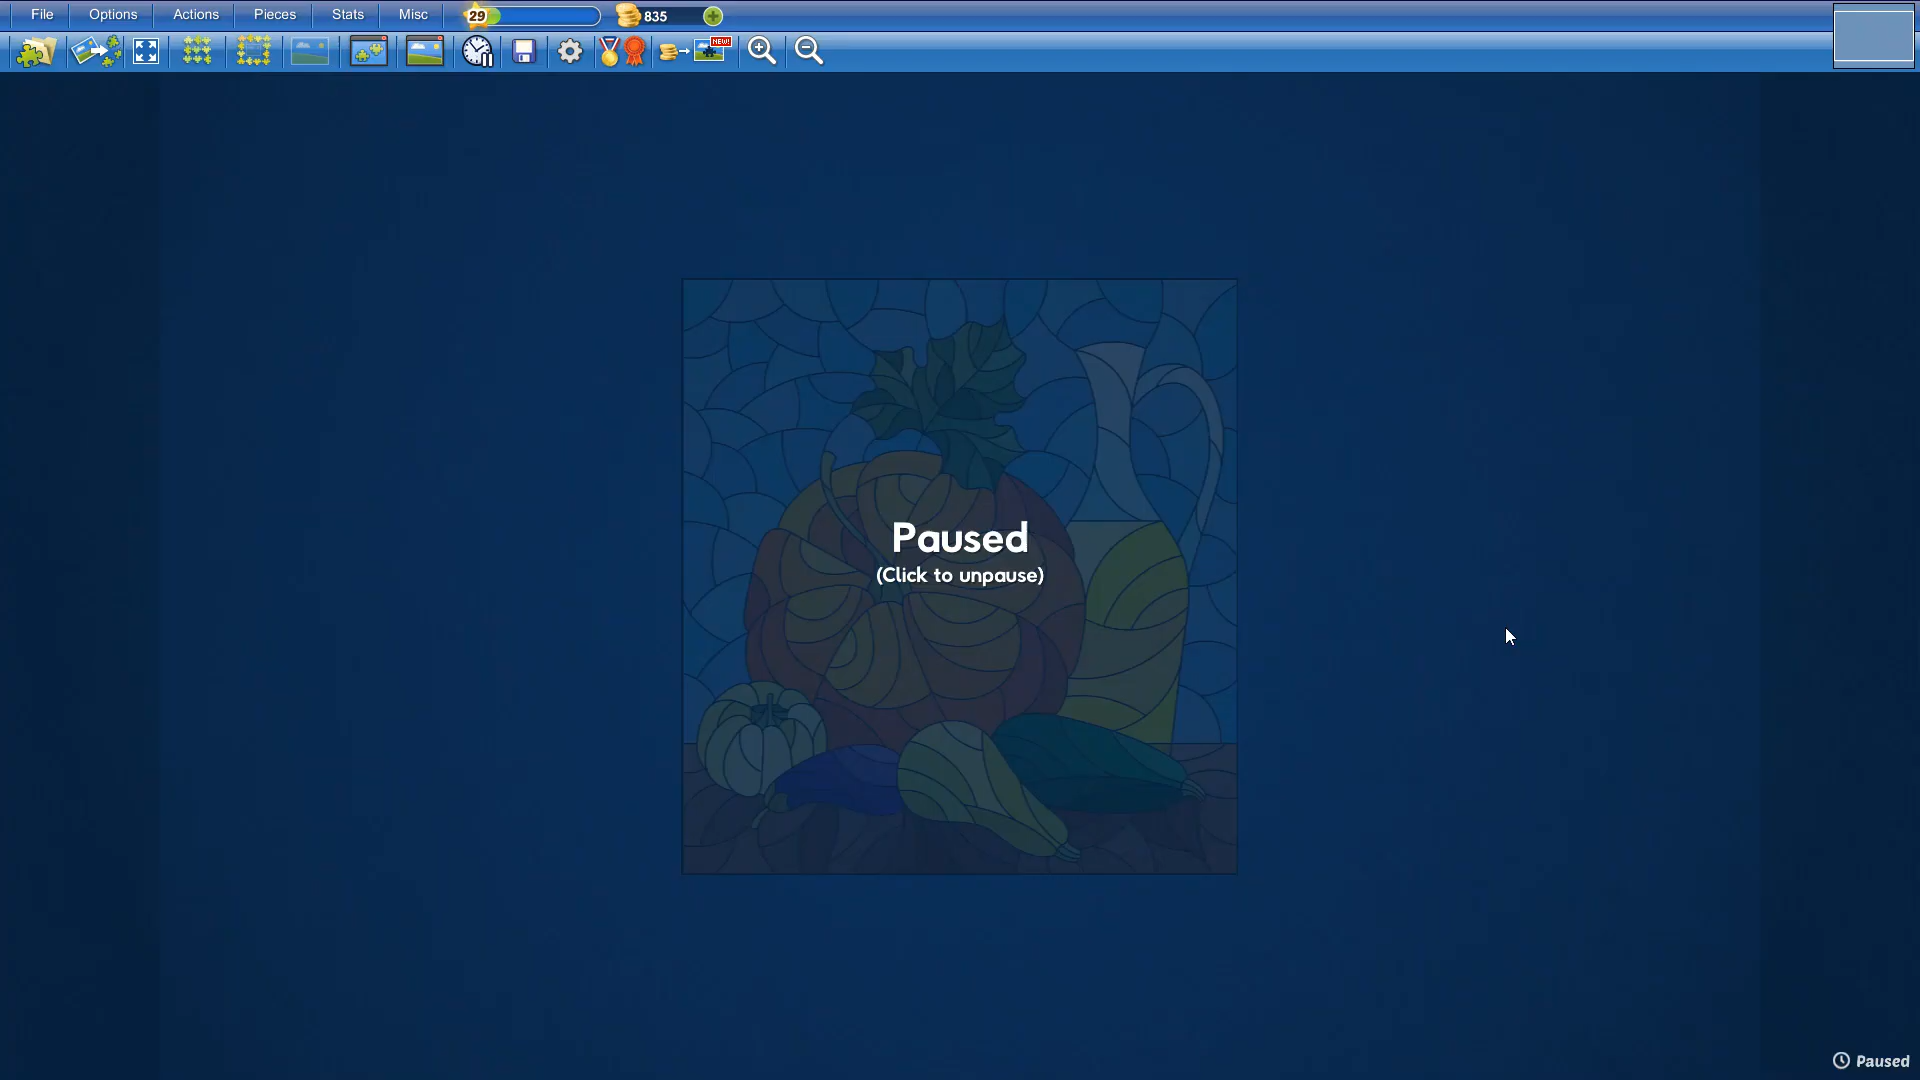 File Options Actions Pieces Stats Misc 29 835
NEW!
Paused
(Click to unpause)
Paused